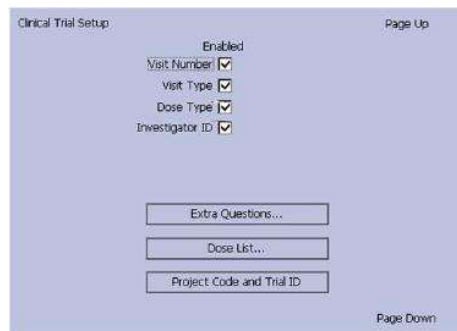 Clinical Trial Setup
Page Up
Enabled
Visit Number
Visit Type
Dose Type
Investigator ID
Extra Questions...
Dose List...
Project Code and Trial ID
Page Down